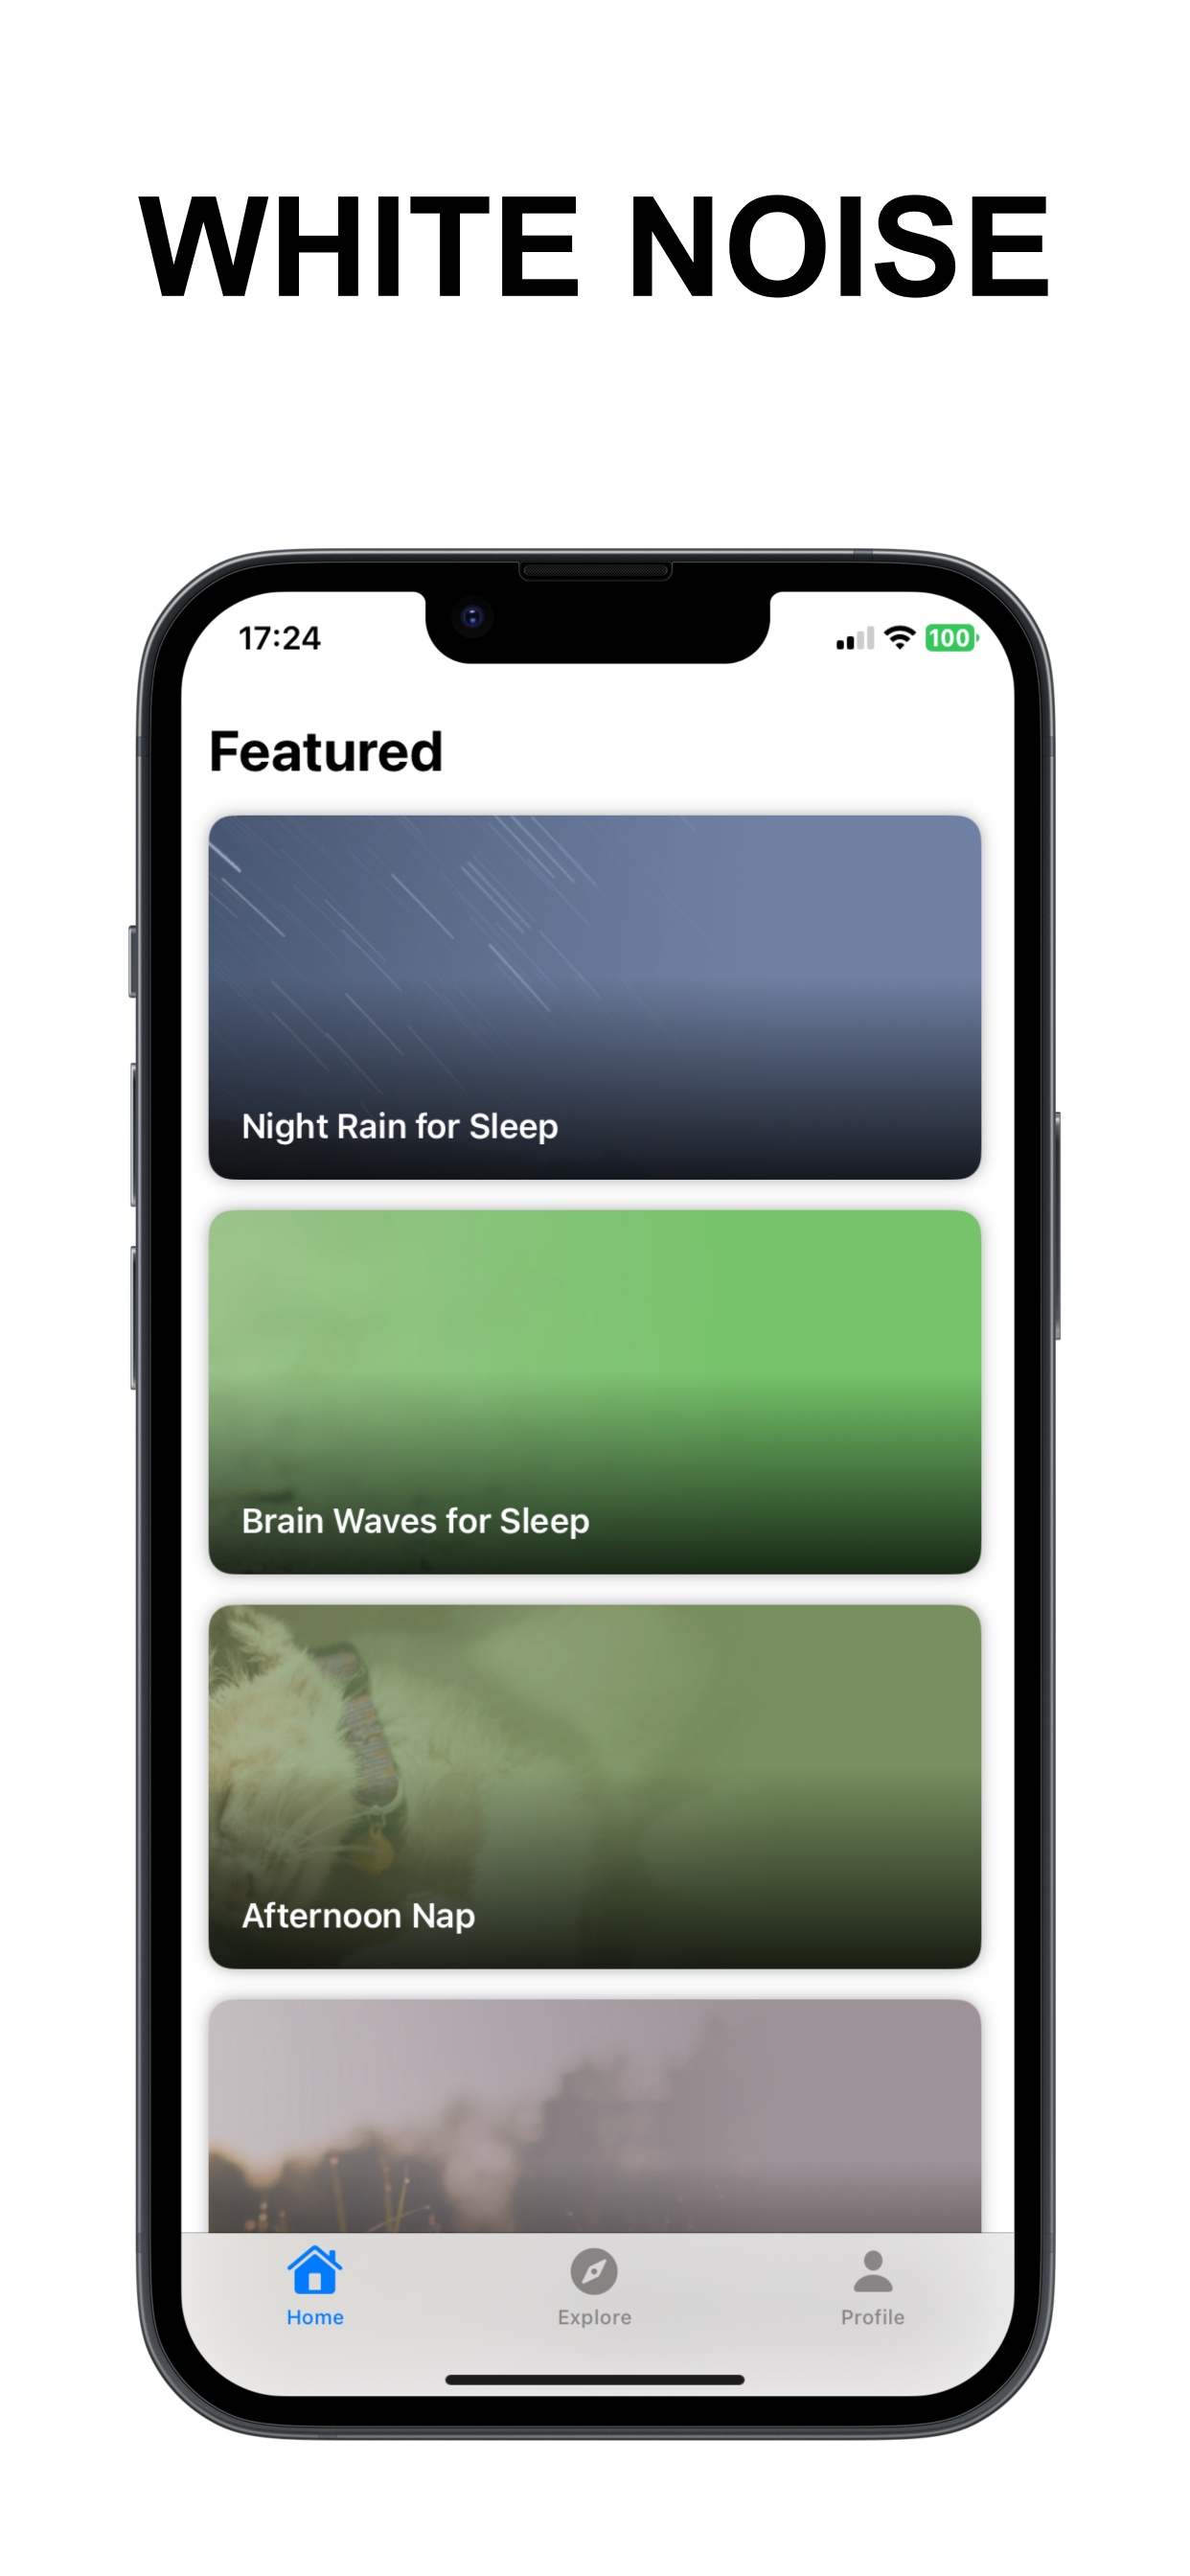 WHITE NOISE
17:24
100
Featured
Night Rain for Sleep
Brain Waves for Sleep
Afternoon Nap
Home
Explore
Profile